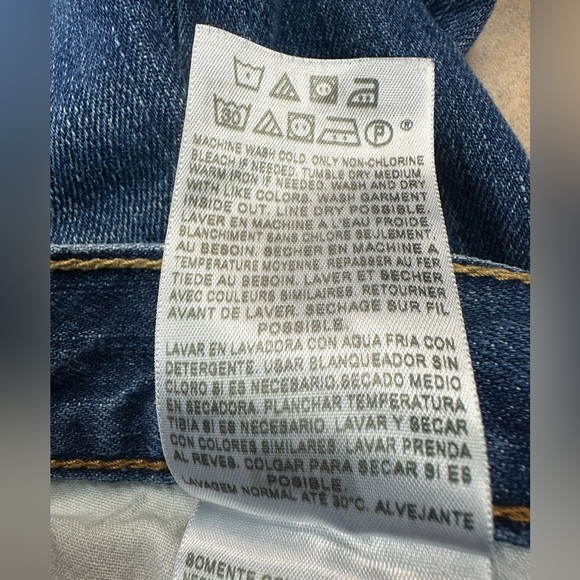 30 P ®
MACHINE WASH COLD. ONLY NON-CHLORINE
BLEACH IF NEEDED. TUMBLE DRY MEDIUM.
WARM IRON IF NEEDED. WASH AND DRY
WITH LIKE COLORS. WASH GARMENT
INSIDE OUT. LINE DRY POSSIBLE.
LAVER EN MACHINE A L'EAU FROIDE
BLANCHIMENT SANS CHLORE SEULEMENT
AU BESOIN. SECHER EN MACHINE A
TEMPERATURE MOYENNE. REPASSER AU FER
TIEDE AU BESOIN. LAVER ET SECHER
AVEC COULEURS SIMILAIRES. RETOURNER
AVANT DE LAVER. SECHAGE SUR FIL
POSSIBLE.
LAVAR EN LAVADORA CON AGUA FRIA CON
DETERGENTE. USAR BLANQUEADOR SIN
CLORO SI ES NECESARIO. SECADO MEDIO
EN SECADORA. PLANCHAR TEMPERATURA
TIBIA SI ES NECESARIO. LAVAR Y SECAR
CON COLORES SIMILARES. LAVAR PRENDA
AL REVES. COLGAR PARA SECAR SI ES
POSIBLE.
LAVAGEM NORMAL ATÉ 30°C. ALVEJANTE
SOMENTE